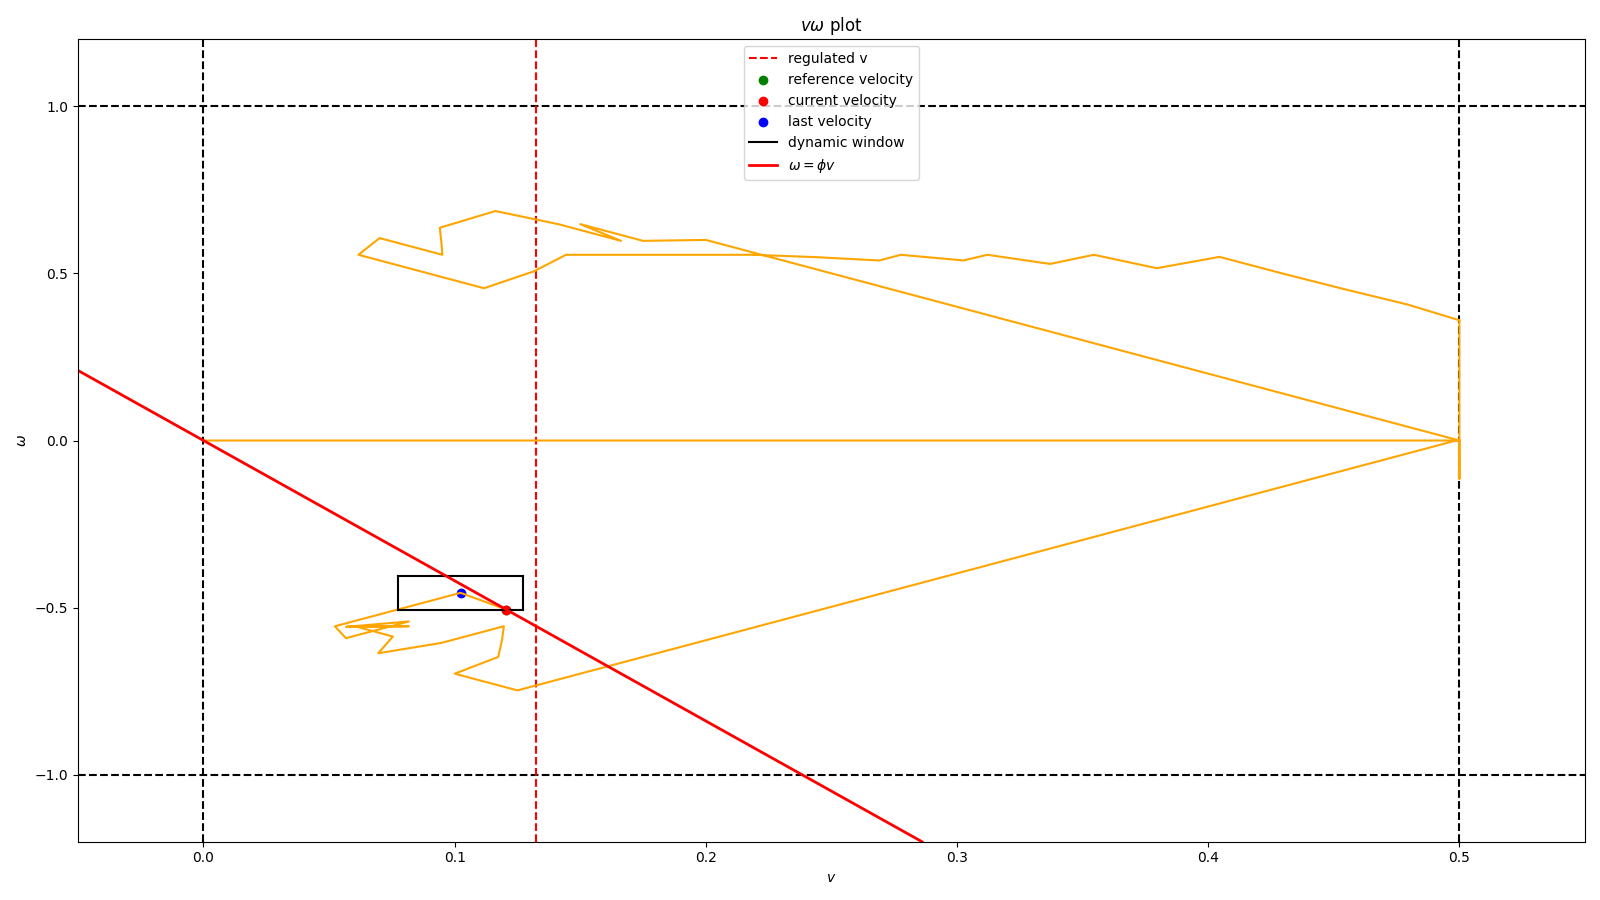 vω plot
regulated v
reference velocity
current velocity
last velocity
dynamic window
ω = ϕv
1.0
0.5
0.0
−0.5
−1.0
ω
0.0 0.1 0.2 0.3 0.4 0.5
v